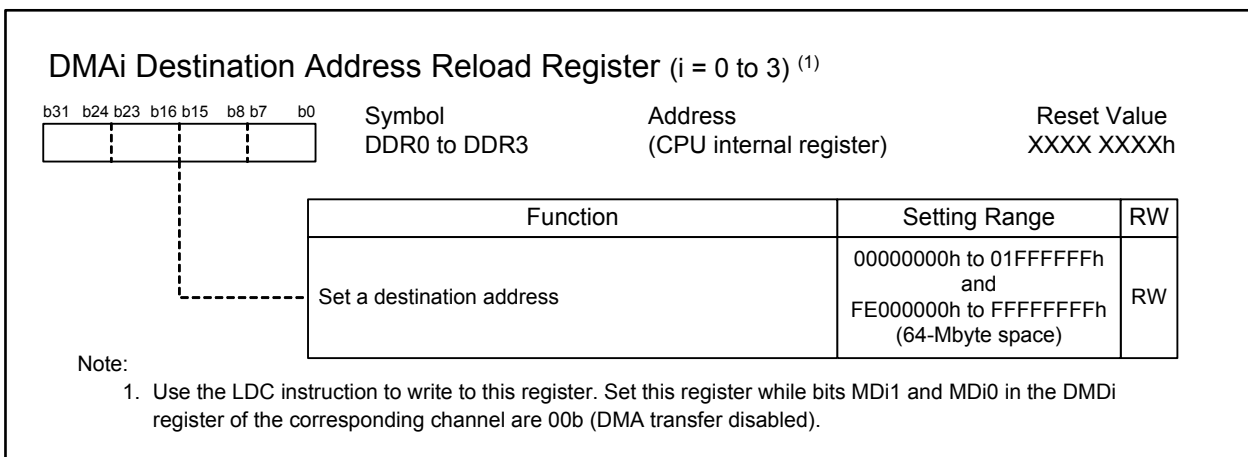 DMAi Destination Address Reload Register (i = 0 to 3) (1)
b31 b24 b23 b16 b15 b8 b7 b0
Symbol Address Reset Value
DDR0 to DDR3 (CPU internal register) XXXX XXXXh
Function Setting Range RW
Set a destination address
00000000h to 01FFFFFFh
and
FE000000h to FFFFFFFFh
(64-Mbyte space)
RW
Note:
1. Use the LDC instruction to write to this register. Set this register while bits MDi1 and MDi0 in the DMDi
register of the corresponding channel are 00b (DMA transfer disabled).